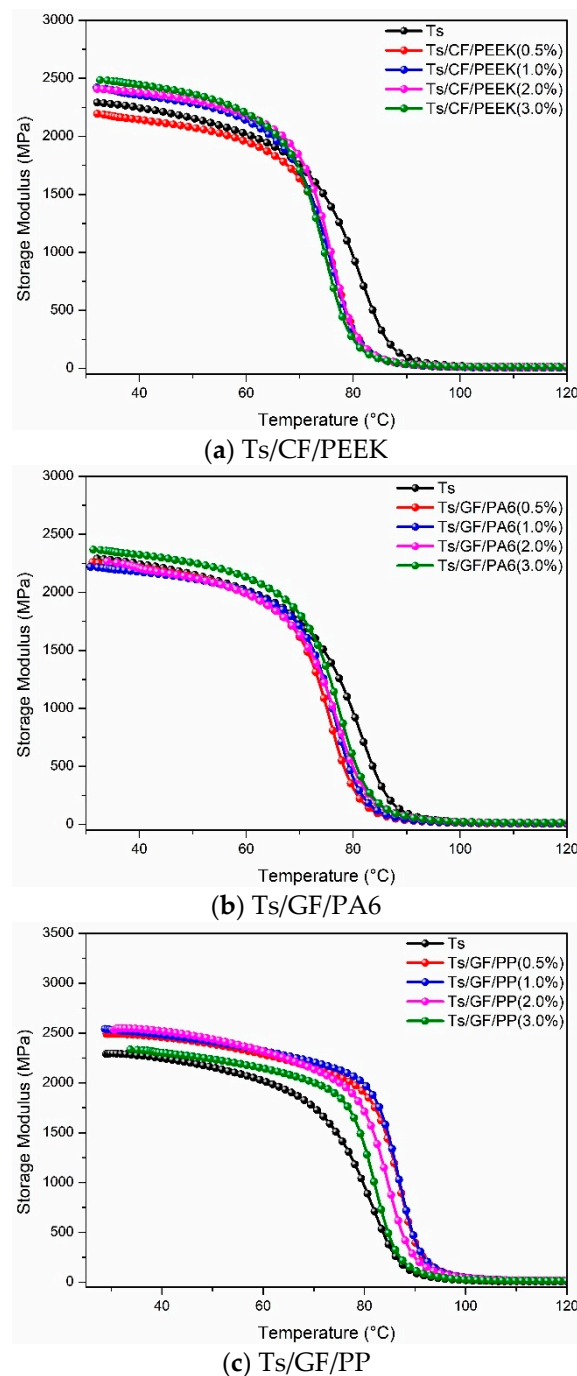 3000
2500
2000
1500
1000
500
0
Storage Modulus (MPa)
Ts
Ts/CF/PEEK(0.5%)
Ts/CF/PEEK(1.0%)
Ts/CF/PEEK(2.0%)
Ts/CF/PEEK(3.0%)
40 60 80 100 120
Temperature (°C)
(a) Ts/CF/PEEK
3000
2500
2000
1500
1000
500
0
Storage Modulus (MPa)
Ts
Ts/GF/PA6(0.5%)
Ts/GF/PA6(1.0%)
Ts/GF/PA6(2.0%)
Ts/GF/PA6(3.0%)
40 60 80 100 120
Temperature (°C)
(b) Ts/GF/PA6
3500
3000
2500
2000
1500
1000
500
0
Storage Modulus (MPa)
Ts
Ts/GF/PP(0.5%)
Ts/GF/PP(1.0%)
Ts/GF/PP(2.0%)
Ts/GF/PP(3.0%)
40 60 80 100 120
Temperature (°C)
(c) Ts/GF/PP